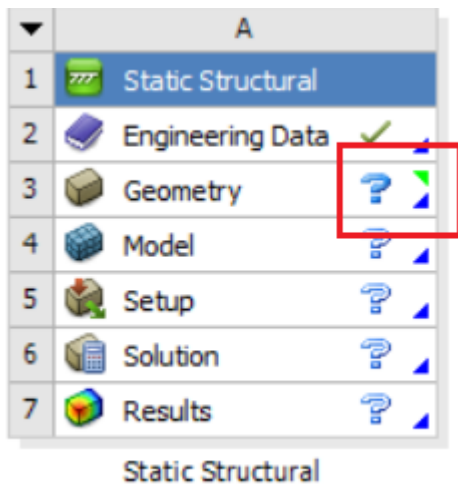 A
1 Static Structural
2 Engineering Data
3 Geometry ?
4 Model ?
5 Setup ?
6 Solution ?
7 Results ?
Static Structural